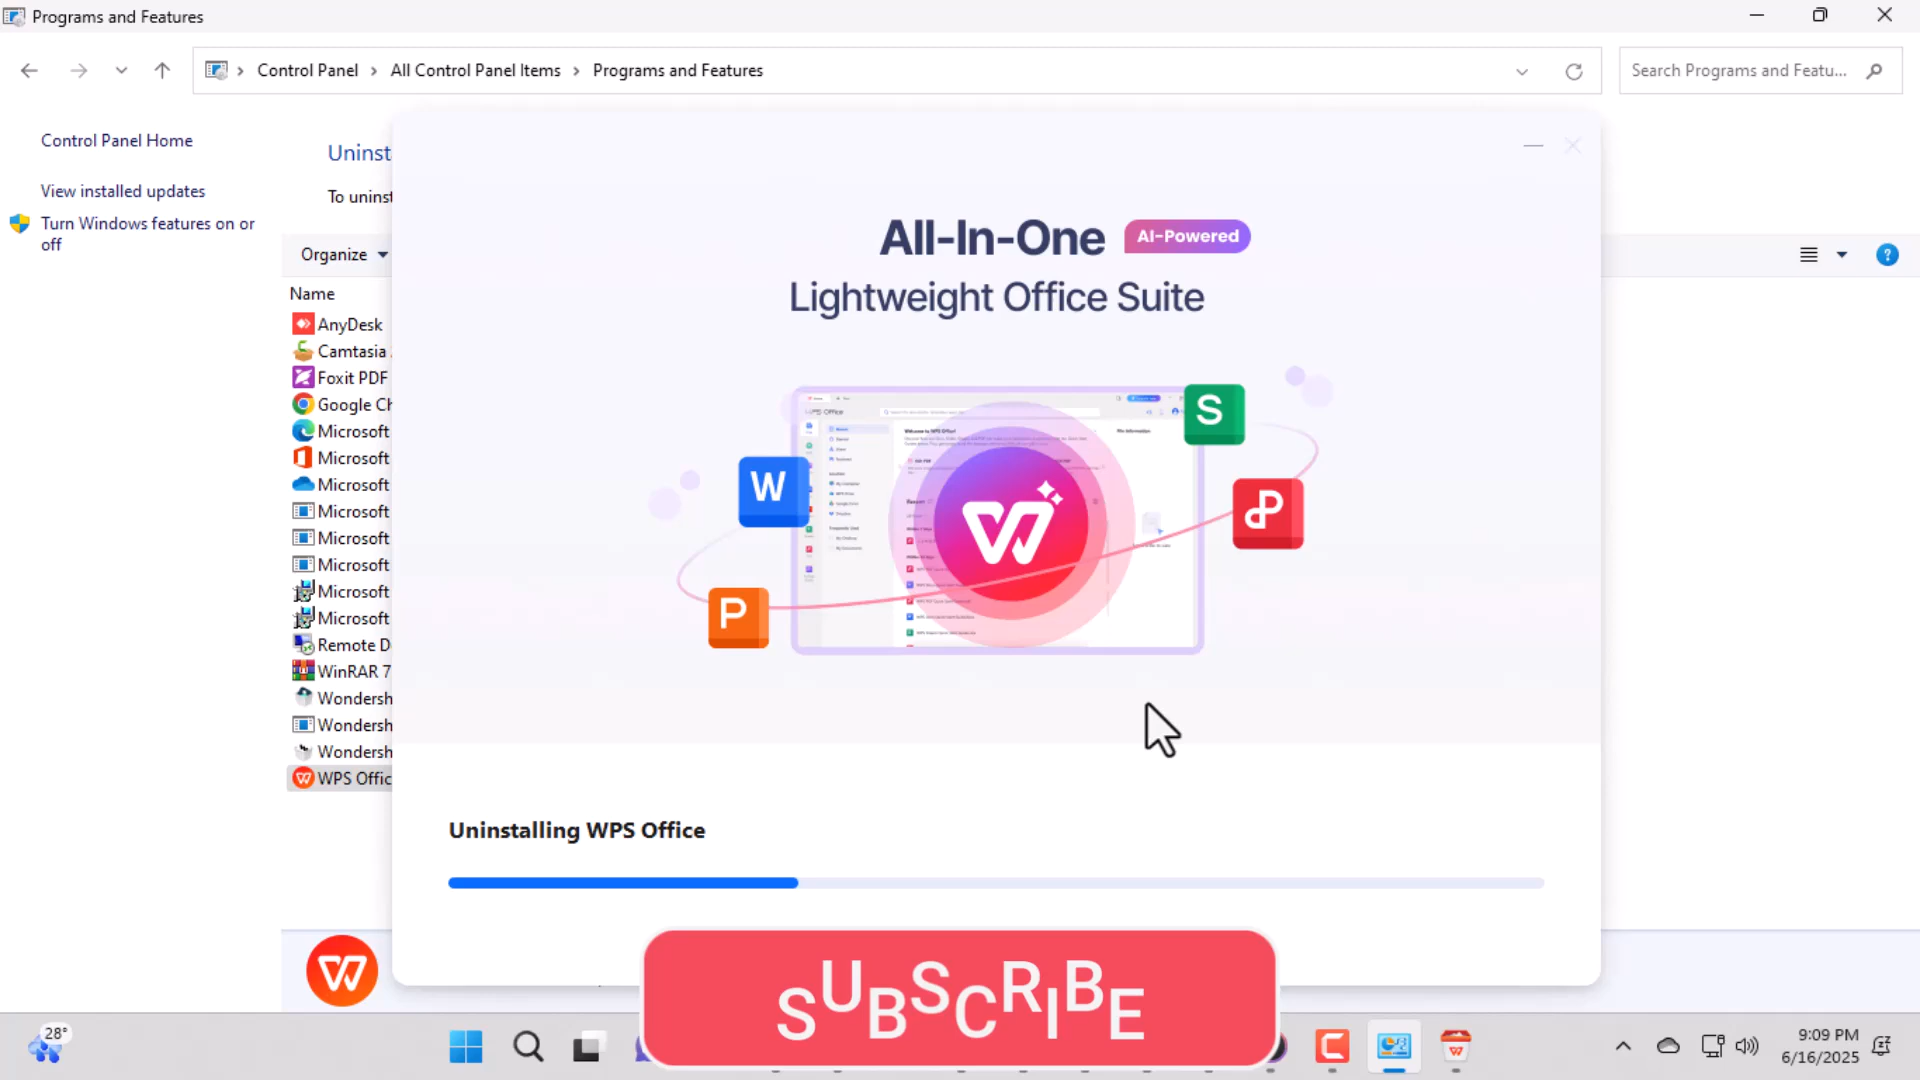 Programs and Features
Control Panel > All Control Panel Items > Programs and Features
Search Programs and Featu...
Control Panel Home
View installed updates
Turn Windows features on or
off
Uninst
To uninst
Organize
Name
AnyDesk
Camtasia
Foxit PDF
Google Ch
Microsoft
Microsoft
Microsoft
Microsoft
Microsoft
Microsoft
Microsoft
Microsoft
Remote D
WinRAR 7
Wondersh
Wondersh
Wondersh
WPS Offic
All-In-One
AI-Powered
Lightweight Office Suite
WPS Office
S
W
P
P
W
Uninstalling WPS Office
SUBSCRIBE
28°
9:09 PM
6/16/2025